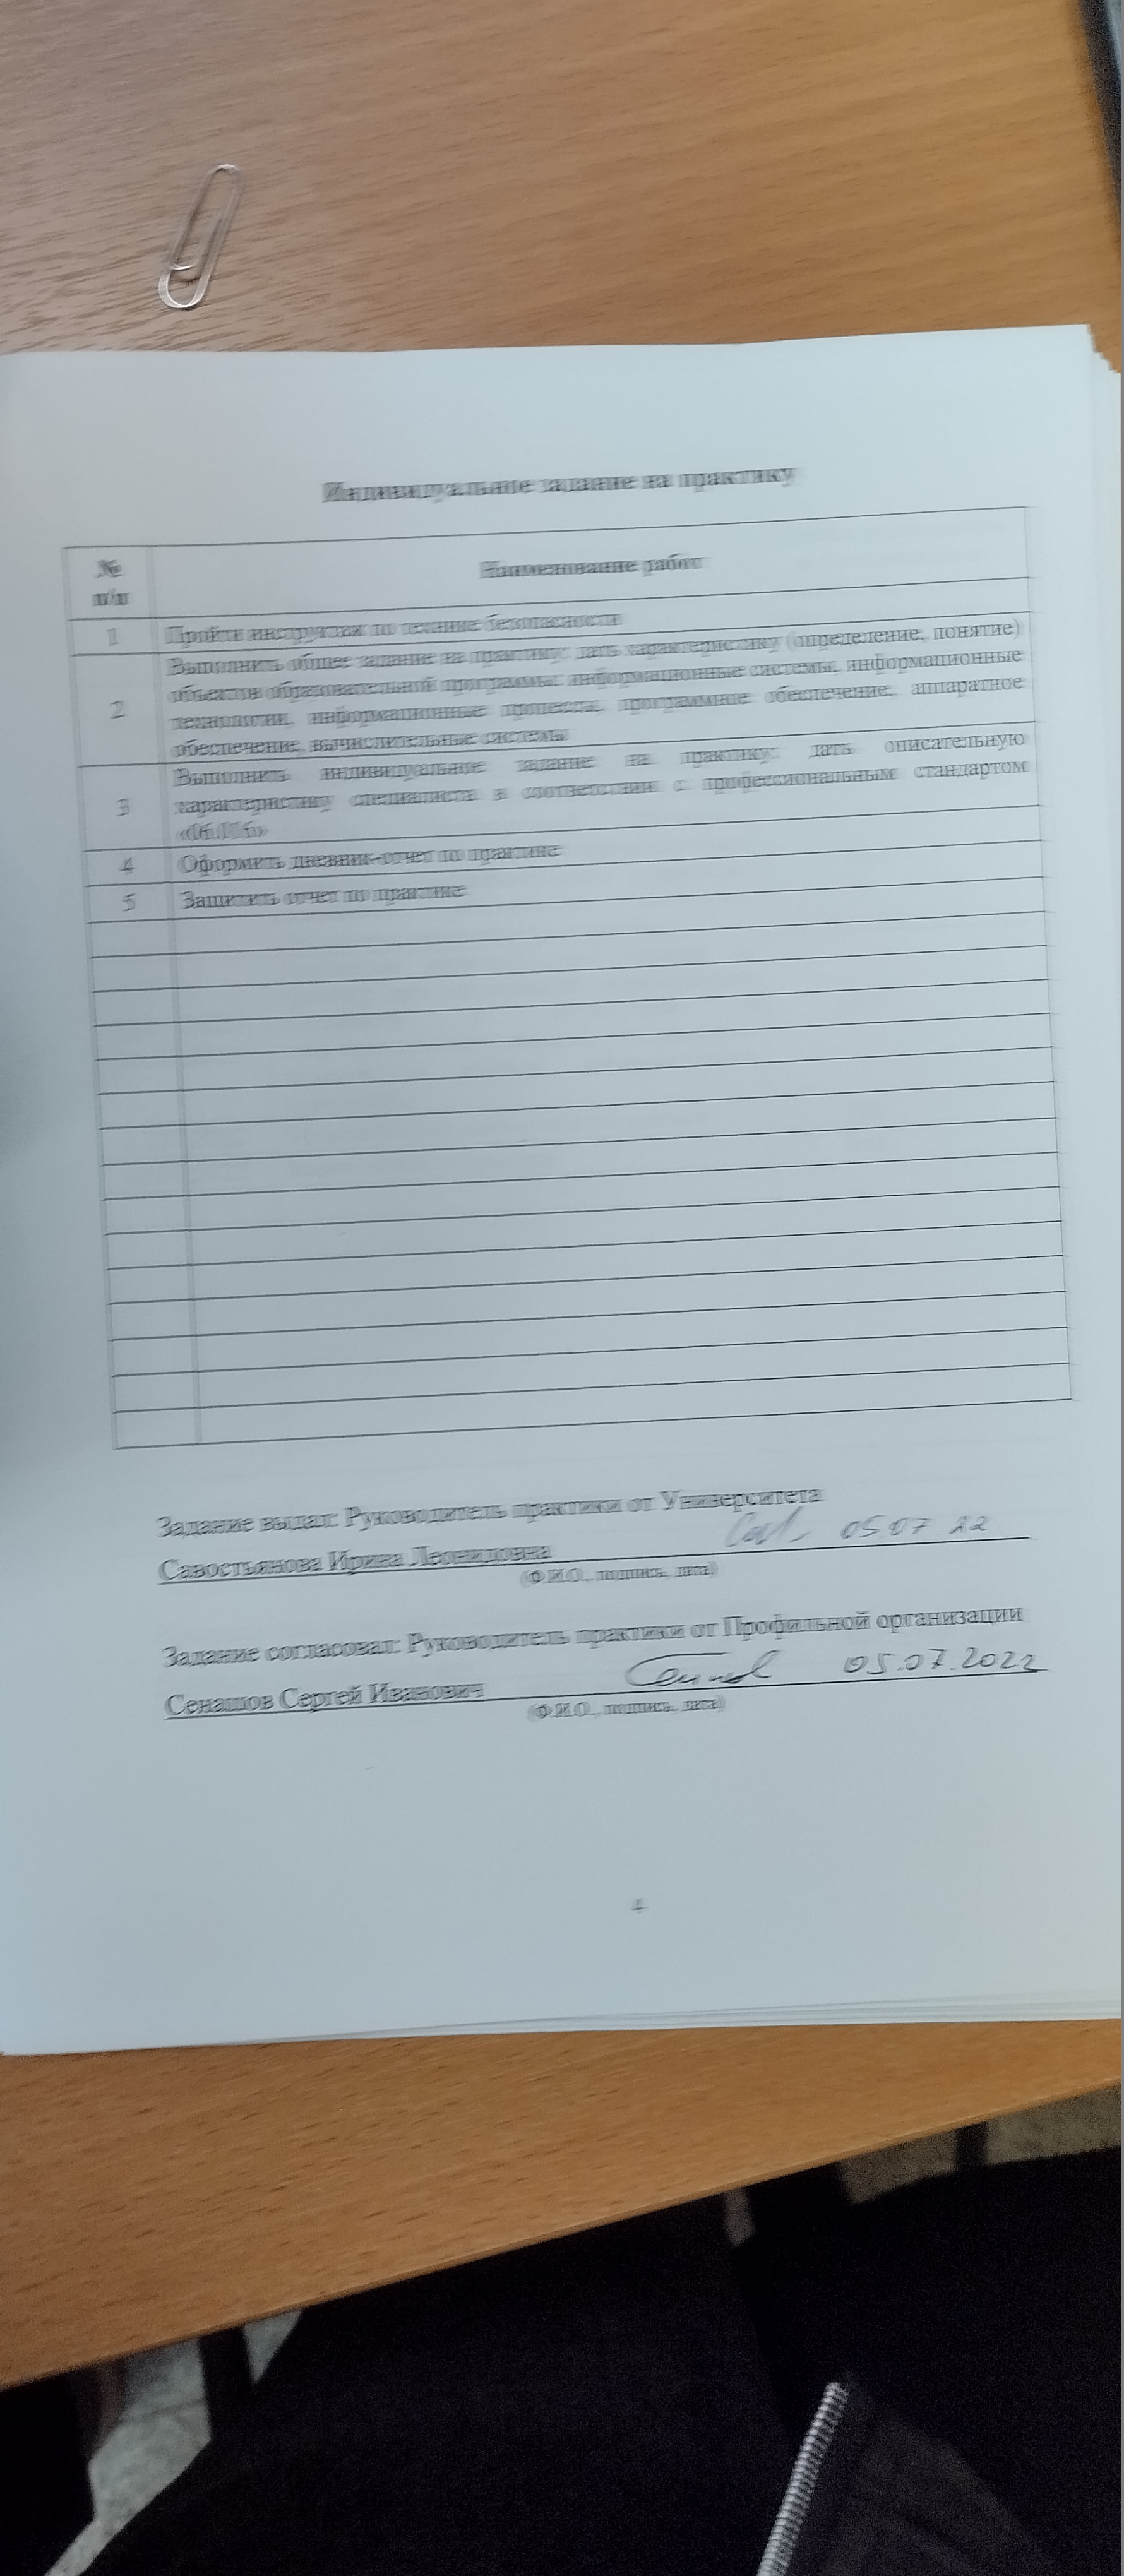 Индивидуальное задание на практику
№
п/п
Наименование работ
1 Пройти инструктаж по технике безопасности
2 Выполнить общее задание на практику: дать характеристику (определение, понятие)
объектов образовательной программы: информационные системы, информационные
технологии, информационные процессы, программное обеспечение, аппаратное
обеспечение, вычислительные системы
3 Выполнить индивидуальное задание на практику: дать описательную
характеристику специалиста в соответствии с профессиональным стандартом
«06.016»
4 Оформить дневник-отчет по практике
5 Защитить отчет по практике
Задание выдал: Руководитель практики от Университета
Савостьянова Ирина Леонидовна 05.07.22
(Ф.И.О., подпись, дата)
Задание согласовал: Руководитель практики от Профильной организации
Сенашов Сергей Иванович 05.07.2022
(Ф.И.О., подпись, дата)
4